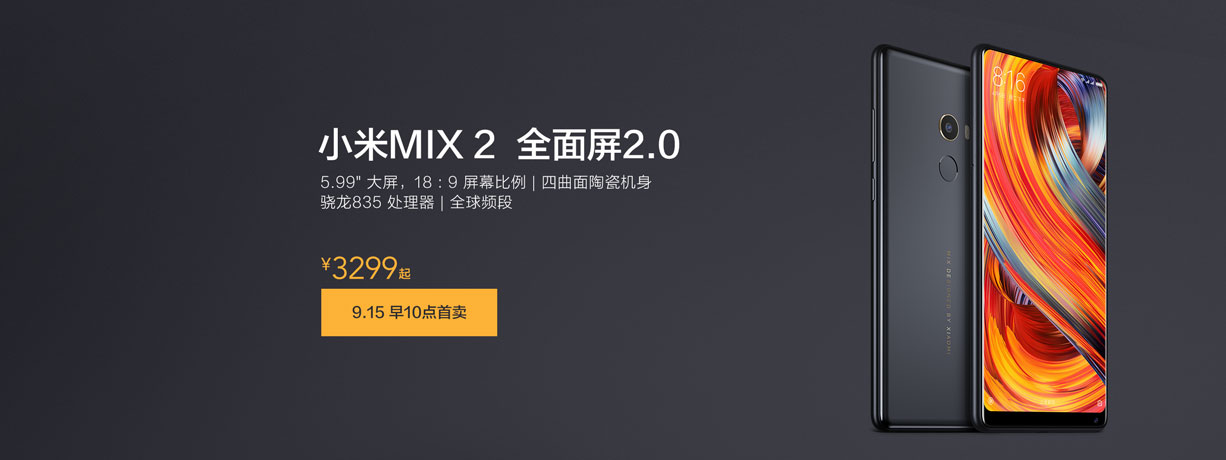 小米MIX 2 全面屏2.0
5.99" 大屏，18 : 9 屏幕比例 | 四曲面陶瓷机身
骁龙835 处理器 | 全球频段
¥3299起
9.15 早10点首卖
816
MIX DESIGNED BY XIAOMI